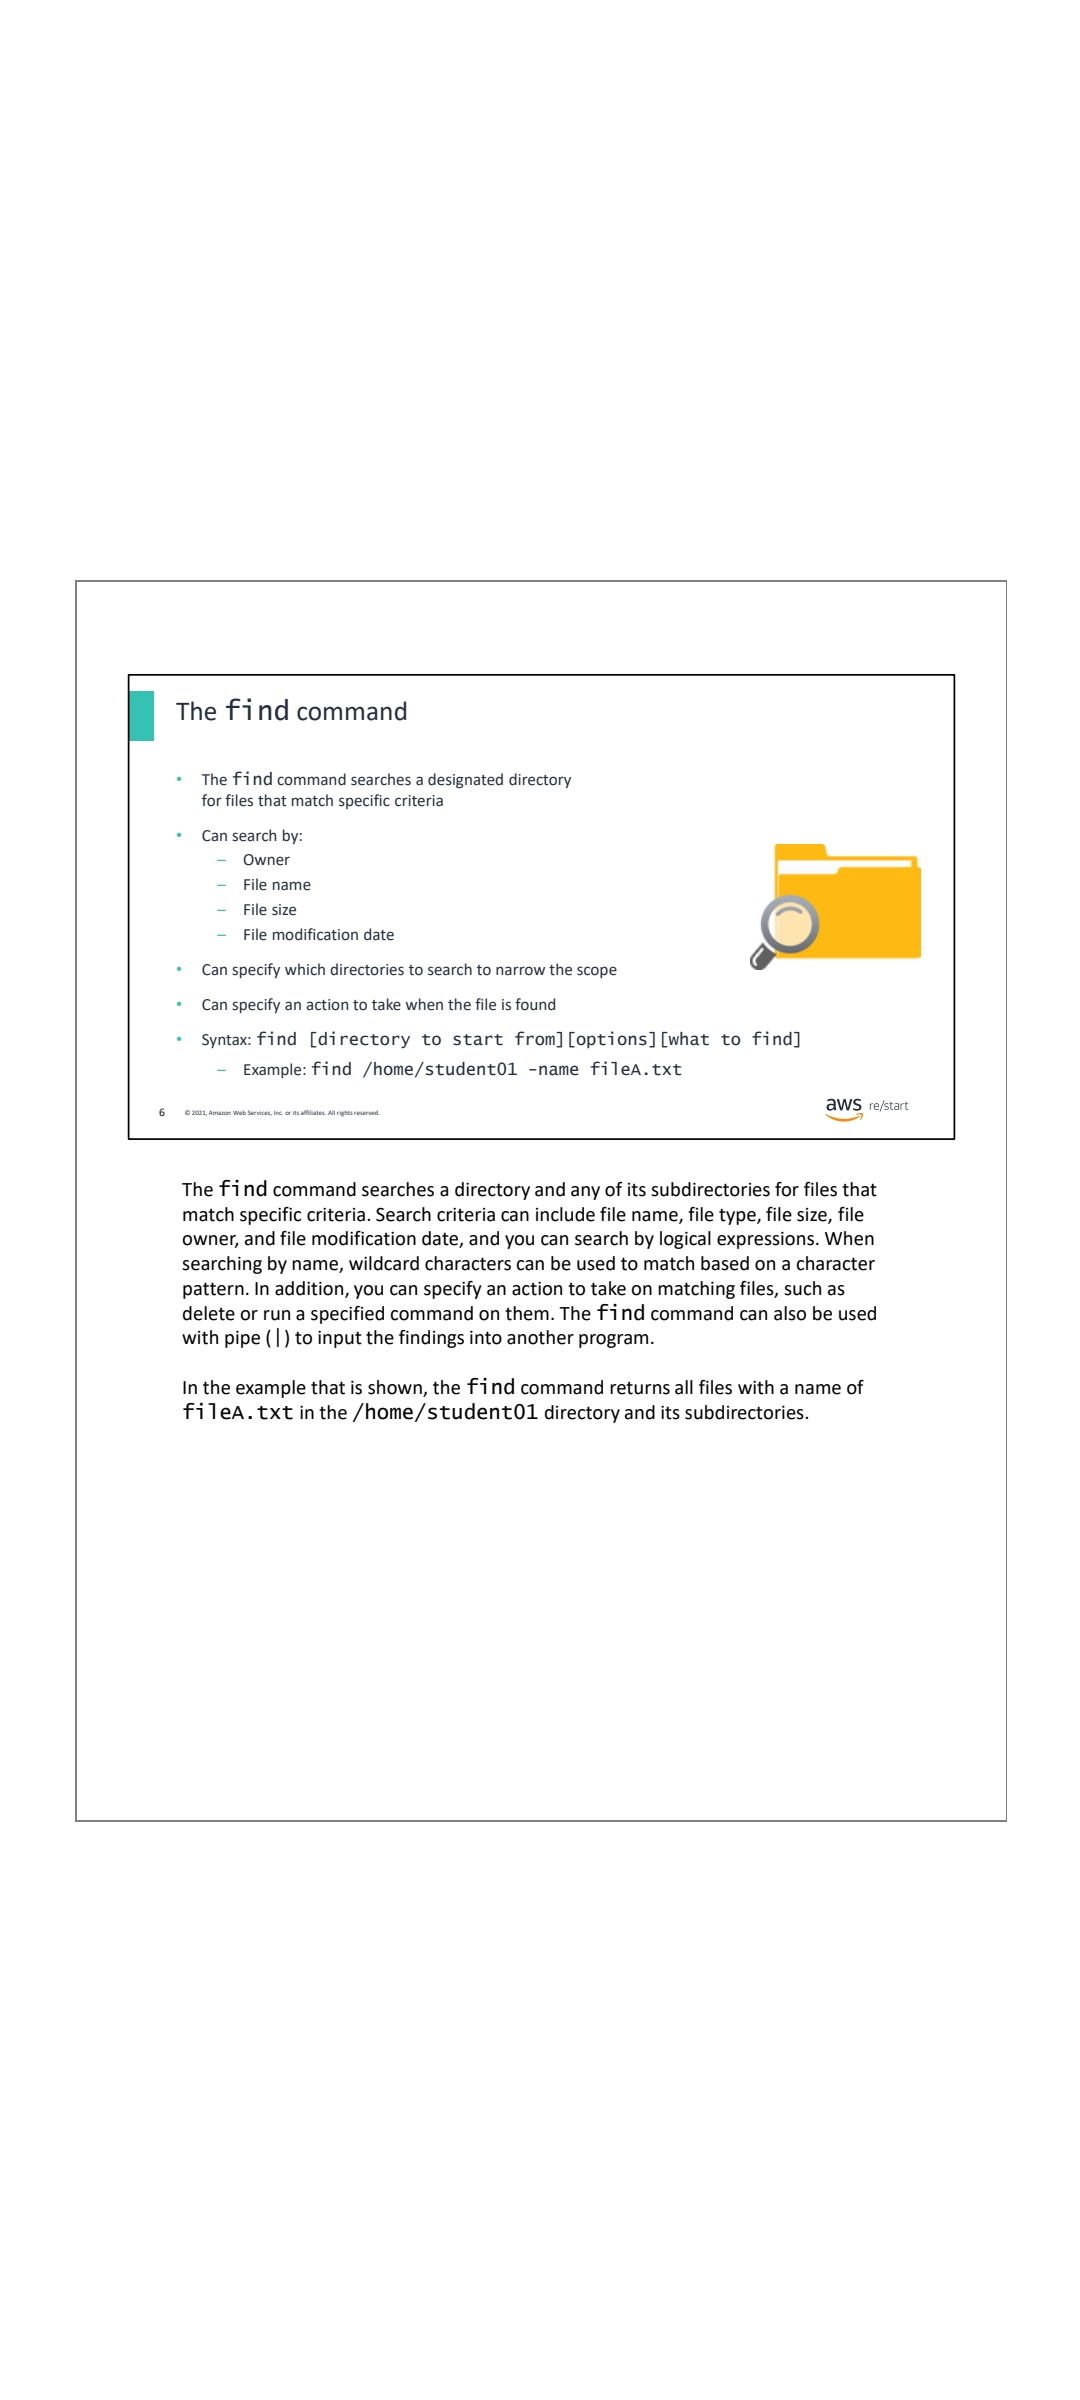 The find command
• The find command searches a designated directory
for files that match specific criteria
• Can search by:
– Owner
– File name
– File size
– File modification date
• Can specify which directories to search to narrow the scope
• Can specify an action to take when the file is found
• Syntax: find [directory to start from][options][what to find]
– Example: find /home/student01 -name fileA.txt
6 © 2021, Amazon Web Services, Inc. or its affiliates. All rights reserved.
aws re/start
The find command searches a directory and any of its subdirectories for files that
match specific criteria. Search criteria can include file name, file type, file size, file
owner, and file modification date, and you can search by logical expressions. When
searching by name, wildcard characters can be used to match based on a character
pattern. In addition, you can specify an action to take on matching files, such as
delete or run a specified command on them. The find command can also be used
with pipe (|) to input the findings into another program.
In the example that is shown, the find command returns all files with a name of
fileA.txt in the /home/student01 directory and its subdirectories.